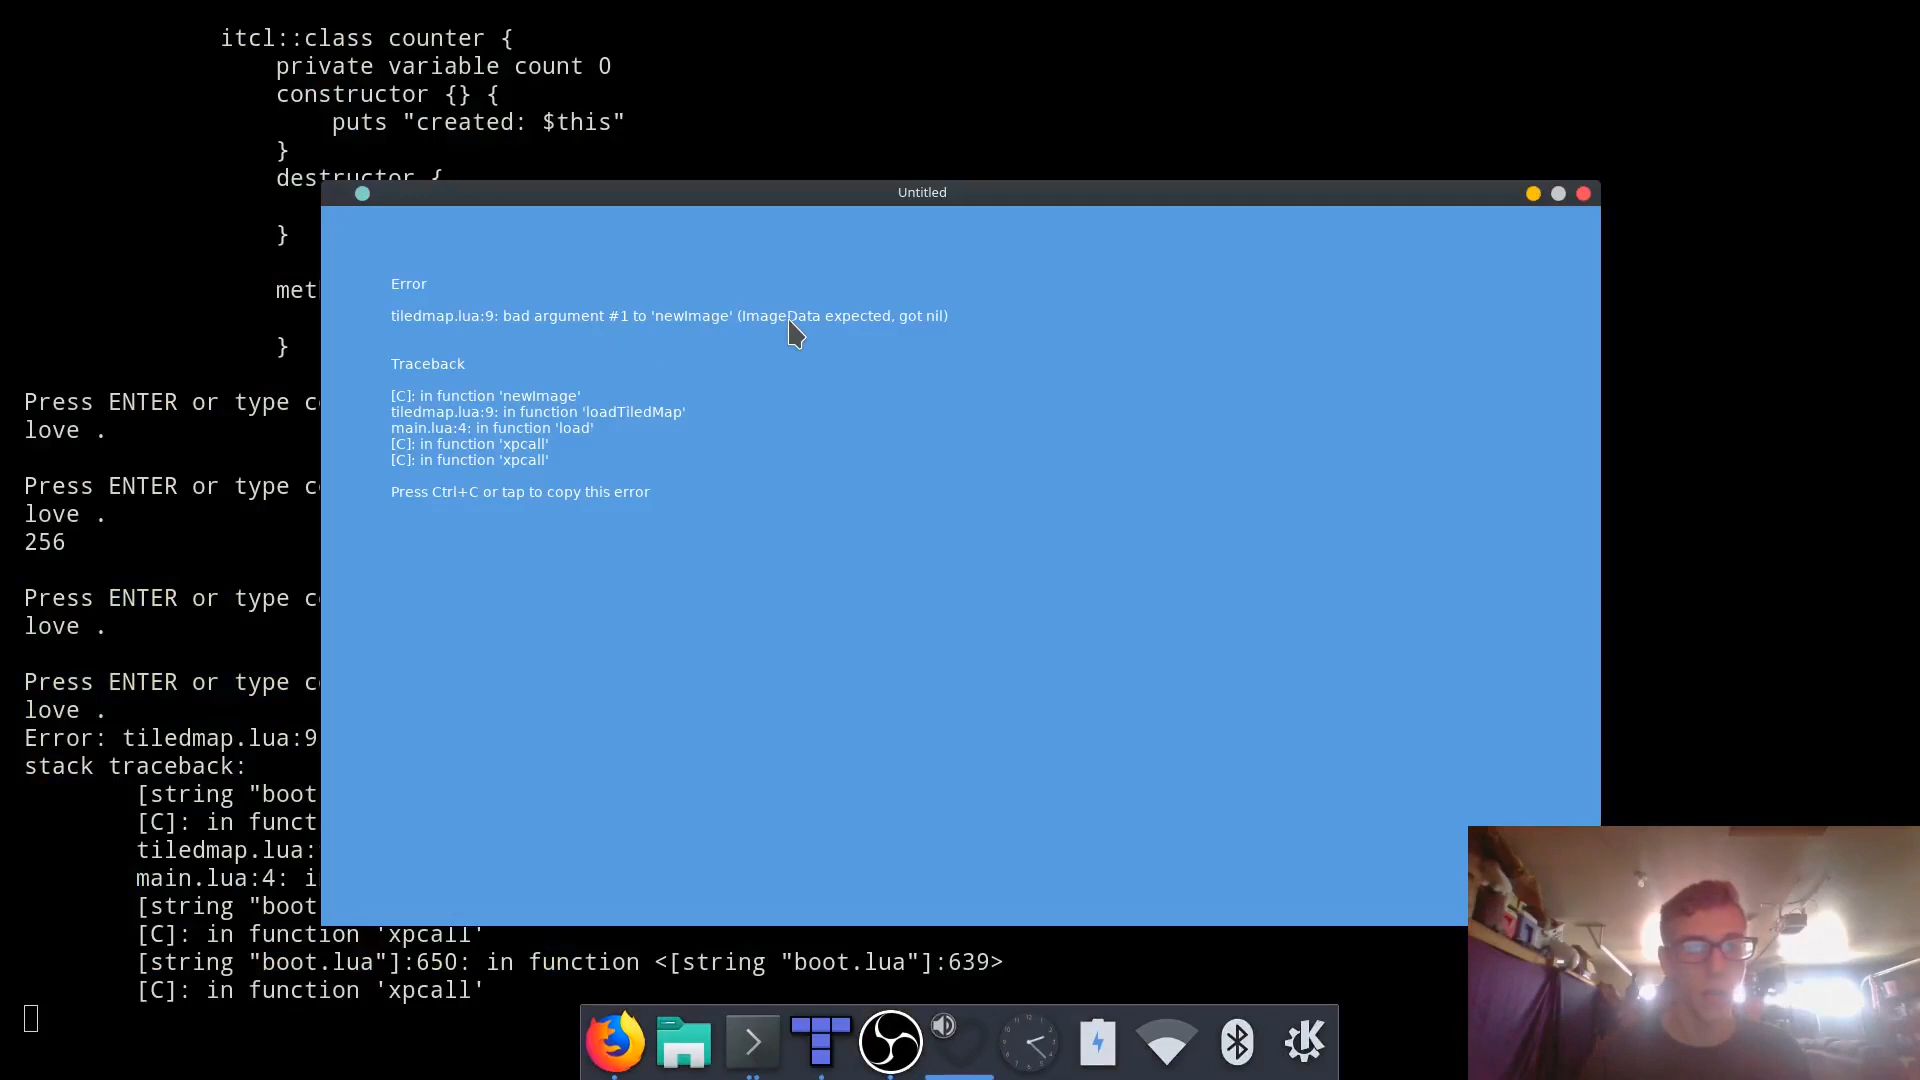 itcl::class counter {
private variable count 0
constructor {} {
puts "created: $this"
}
destructor {
}
met
}
Press ENTER or type c
love .
Press ENTER or type c
love .
256
Press ENTER or type c
love .
Press ENTER or type c
love .
Error: tiledmap.lua:9
stack traceback:
[string "boot
[C]: in funct
tiledmap.lua:
main.lua:4: i
[string "boot
[C]: in function 'xpcall'
[string "boot.lua"]:650: in function <[string "boot.lua"]:639>
[C]: in function 'xpcall'
Untitled
Error
tiledmap.lua:9: bad argument #1 to 'newImage' (ImageData expected, got nil)
Traceback
[C]: in function 'newImage'
tiledmap.lua:9: in function 'loadTiledMap'
main.lua:4: in function 'load'
[C]: in function 'xpcall'
[C]: in function 'xpcall'
Press Ctrl+C or tap to copy this error